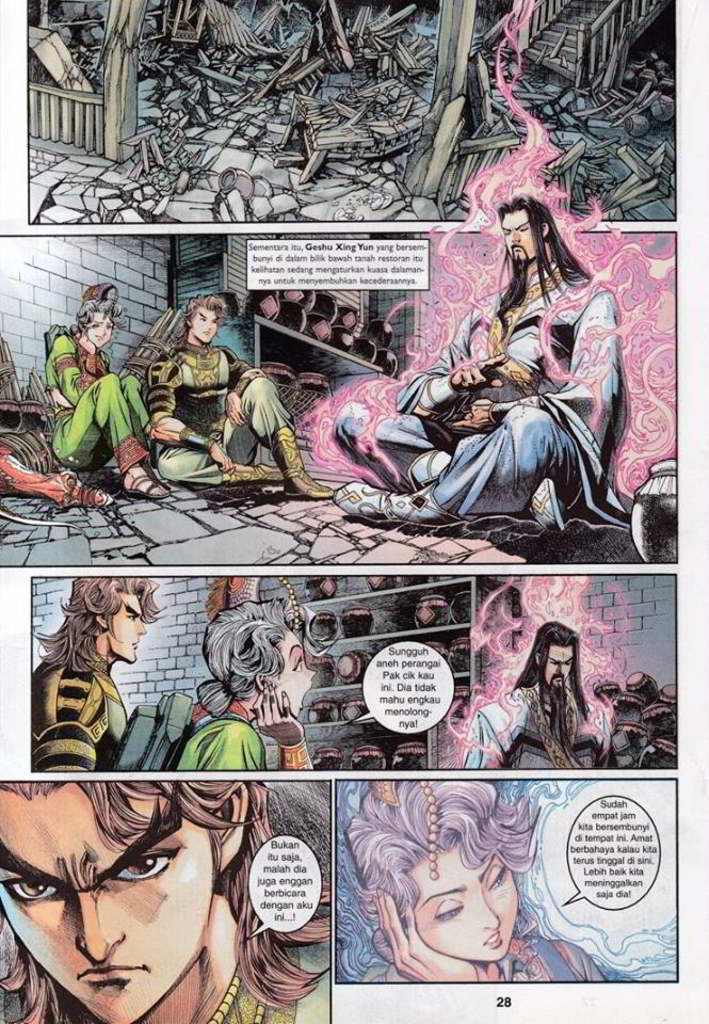 Sementara itu, Geshu Xing Yun yang bersem-
bunyi di dalam bilik bawah tanah restoran itu
kelihatan sedang mengaturkan kuasa dalaman-
nya untuk menyembuhkan kecederaannya.
Sungguh
aneh perangai
Pak cik kau
ini. Dia tidak
mahu engkau
menolong-
nya!
Bukan
itu saja,
malah dia
juga enggan
berbicara
dengan
ini...!
Sudah
empat jam
kita bersembunyi
di tempat ini. Amat
berbahaya kalau kita
terus tinggal di sini.
Lebih baik kita
meninggalkan
saja dia!
28